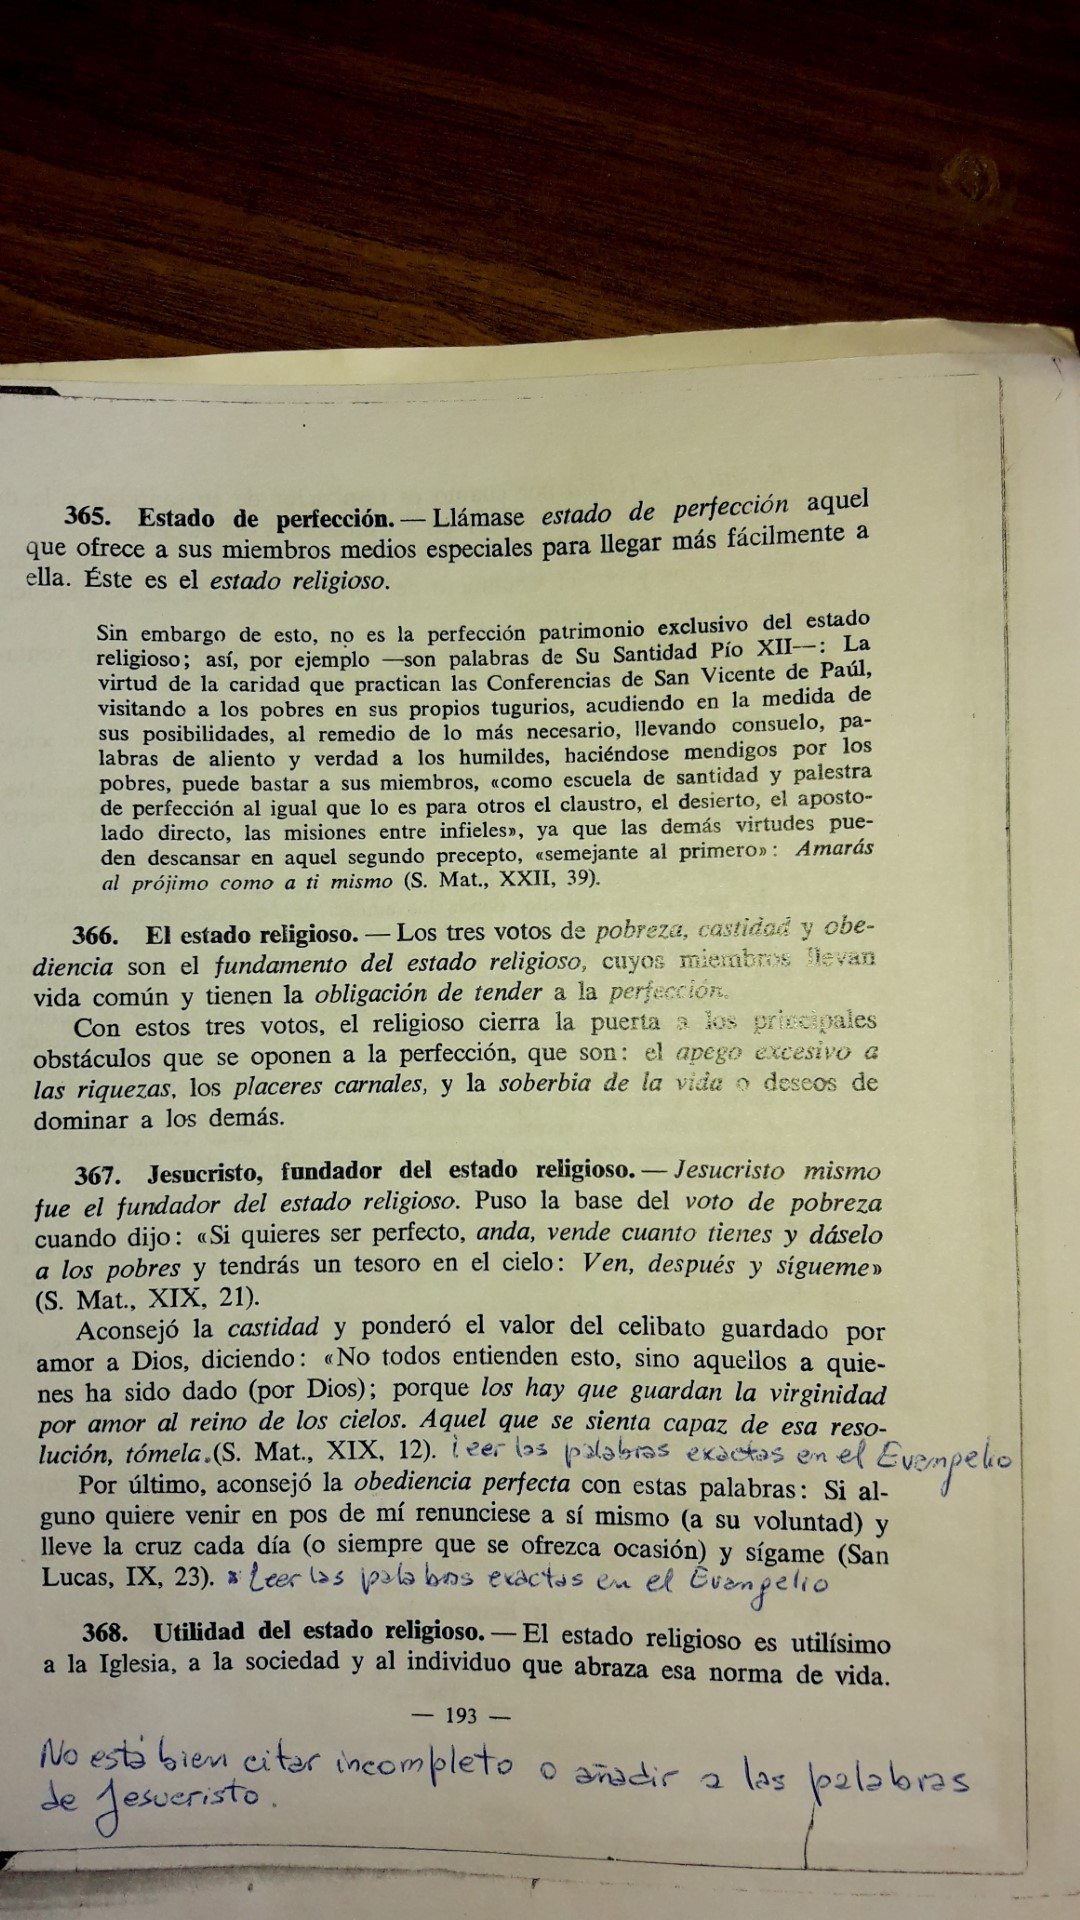 365. Estado de perfección. — Llámase estado de perfección aquel
que ofrece a sus miembros medios especiales para llegar más fácilmente a
ella. Éste es el estado religioso.
Sin embargo de esto, no es la perfección patrimonio exclusivo del estado
religioso; así, por ejemplo —son palabras de Su Santidad Pío XII—: La
virtud de la caridad que practican las Conferencias de San Vicente de Paúl,
visitando a los pobres en sus propios tugurios, acudiendo en la medida de
sus posibilidades, al remedio de lo más necesario, llevando consuelo, pa-
labras de aliento y verdad a los humildes, haciéndose mendigos por los
pobres, puede bastar a sus miembros, «como escuela de santidad y palestra
de perfección al igual que lo es para otros el claustro, el desierto, el aposto-
lado directo, las misiones entre infieles», ya que las demás virtudes pue-
den descansar en aquel segundo precepto, «semejante al primero»: Amarás
al prójimo como a ti mismo (S. Mat., XXII, 39).
366. El estado religioso. — Los tres votos de pobreza, castidad y obe-
diencia son el fundamento del estado religioso, cuyos miembros llevan
vida común y tienen la obligación de tender a la perfección.
Con estos tres votos, el religioso cierra la puerta a los principales
obstáculos que se oponen a la perfección, que son: el apego excesivo a
las riquezas, los placeres carnales, y la soberbia de la vida o deseos de
dominar a los demás.
367. Jesucristo, fundador del estado religioso. — Jesucristo mismo
fue el fundador del estado religioso. Puso la base del voto de pobreza
cuando dijo: «Si quieres ser perfecto, anda, vende cuanto tienes y dáselo
a los pobres y tendrás un tesoro en el cielo: Ven, después y sígueme»
(S. Mat., XIX, 21).
Aconsejó la castidad y ponderó el valor del celibato guardado por
amor a Dios, diciendo: «No todos entienden esto, sino aquellos a quie-
nes ha sido dado (por Dios); porque los hay que guardan la virginidad
por amor al reino de los cielos. Aquel que se sienta capaz de esa reso-
lución, tómela.(S. Mat., XIX, 12). Leer las palabras exactas en el Evangelio
Por último, aconsejó la obediencia perfecta con estas palabras: Si al-
guno quiere venir en pos de mí renunciese a sí mismo (a su voluntad) y
lleve la cruz cada día (o siempre que se ofrezca ocasión) y sígame (San
Lucas, IX, 23). * Leer las palabras exactas en el Evangelio
368. Utilidad del estado religioso. — El estado religioso es utilísimo
a la Iglesia, a la sociedad y al individuo que abraza esa norma de vida.
— 193 —
No está bien citar incompleto o añadir a las palabras
de Jesucristo.